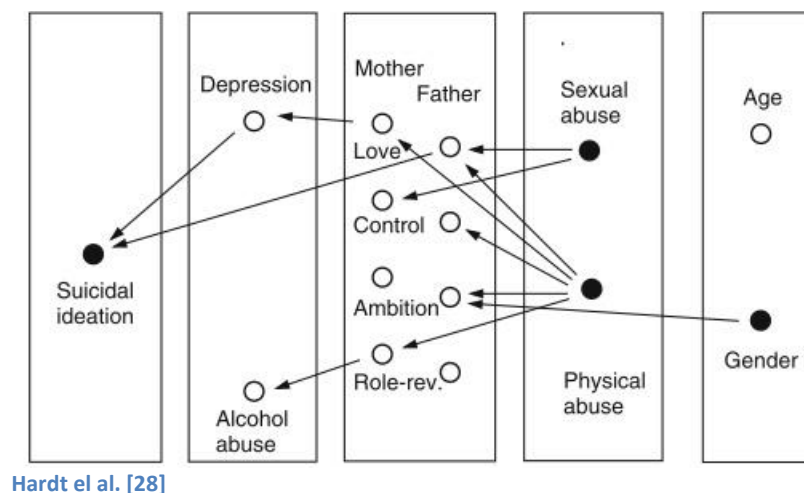 Depression
Mother
Father
Sexual
abuse
Age
Love
Control
Suicidal
ideation
Ambition
Gender
Role-rev.
Physical
abuse
Alcohol
abuse
Hardt el al. [28]